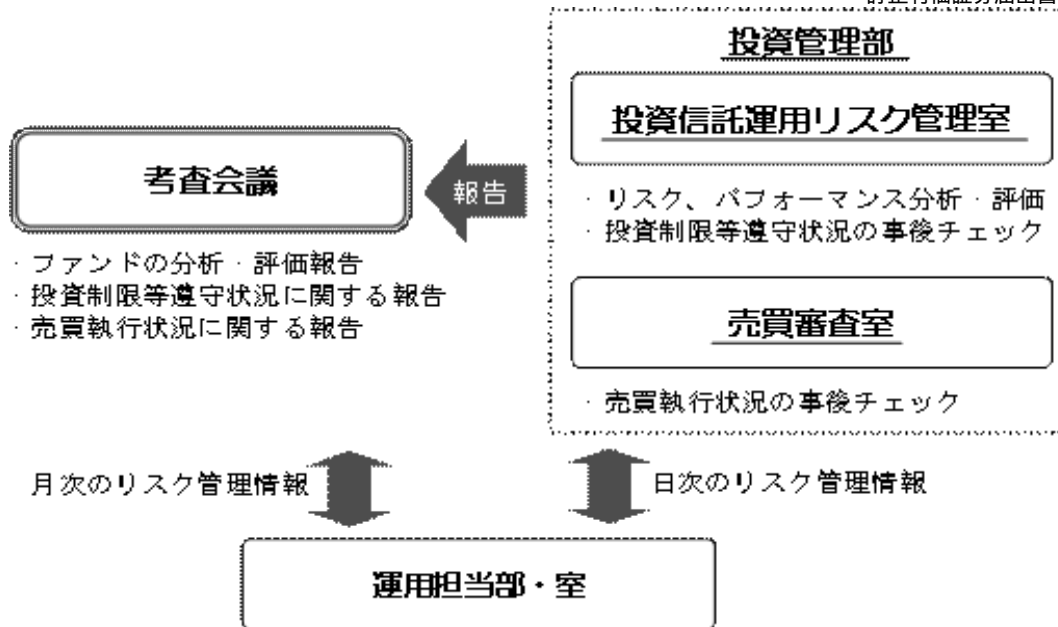 投資管理部
投資信託運用リスク管理室
・リスク、パフォーマンス分析・評価
・投資制限等遵守状況の事後チェック
売買審査室
・売買執行状況の事後チェック
報告
考査会議
・ファンドの分析・評価報告
・投資制限等遵守状況に関する報告
・売買執行状況に関する報告
月次のリスク管理情報
日次のリスク管理情報
運用担当部・室